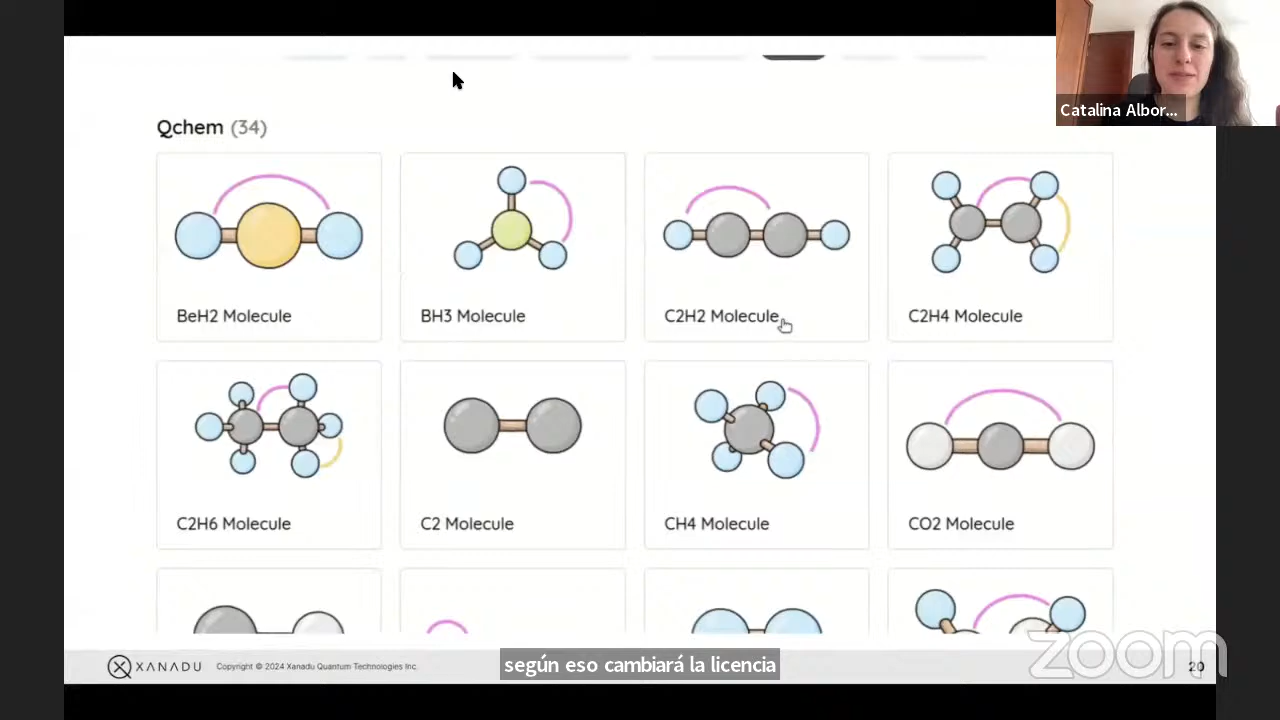 Catalina Albor...
Qchem (34)
BeH2 Molecule
BH3 Molecule
C2H2 Molecule
C2H4 Molecule
C2H6 Molecule
C2 Molecule
CH4 Molecule
CO2 Molecule
XANADU
Copyright © 2024 Xanadu Quantum Technologies Inc.
según eso cambiará la licencia
zoom
20